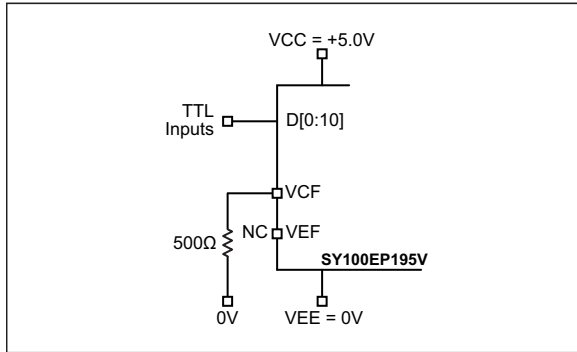 VCC = +5.0V
TTL
Inputs
D[0:10]
VCF
NC VEF
500Ω
SY100EP195V
0V
VEE = 0V